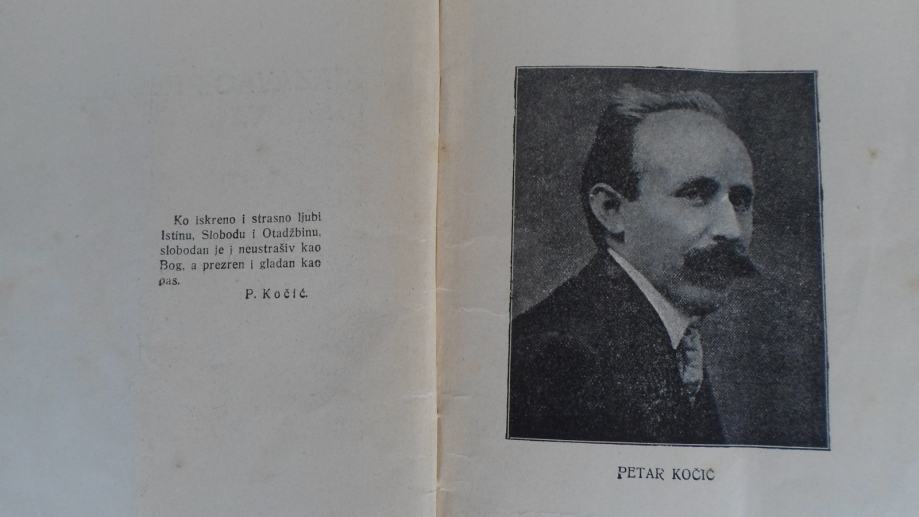 Ko iskreno i strasno ljubi
Istinu, Slobodu i Otadžbinu,
slobodan je i neustrašiv kao
Bog, a prezren i gladan kao
pas.
P. Kočić.
PETAR KOČIĆ